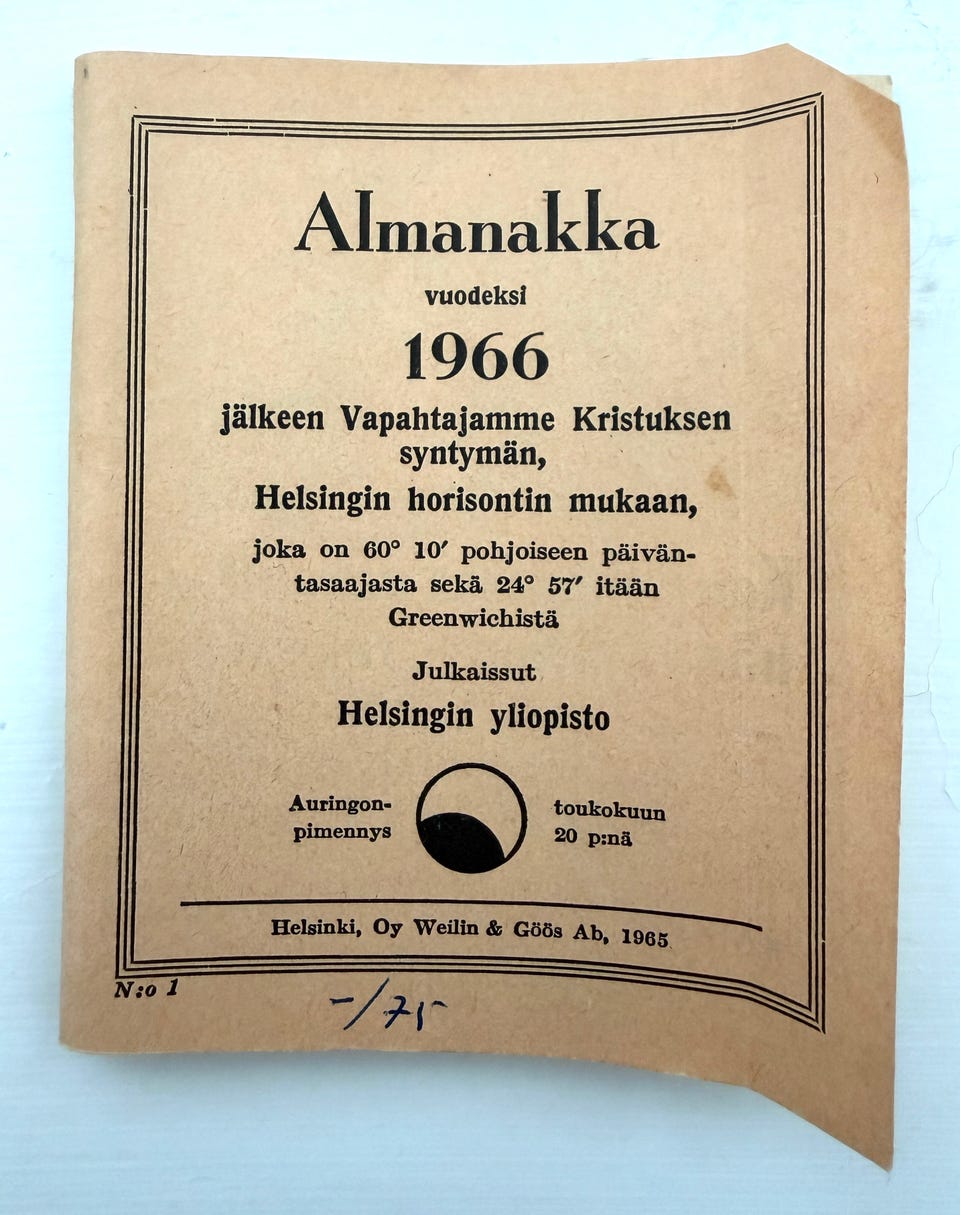 Almanakka
vuodeksi
1966
jälkeen Vapahtajamme Kristuksen
syntymän,
Helsingin horisontin mukaan,
joka on 60° 10′ pohjoiseen päivän-
tasaajasta sekä 24° 57′ itään
Greenwichistä
Julkaissut
Helsingin yliopisto
Auringon-
pimennys
toukokuun
20 p:nä
Helsinki, Oy Weilin & Göös Ab, 1965
N:o 1
-/75